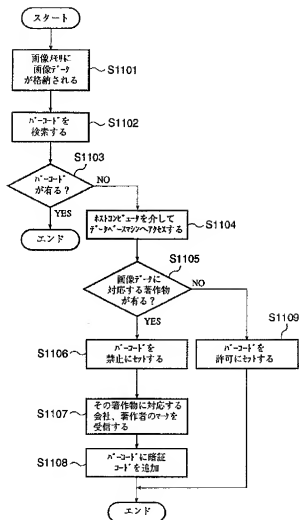 スタート
画像メモリに
画像データ
が格納される
S1101
バーコードを
検索する
S1102
S1103
バーコード
が有る?
NO
YES
エンド
ホストコンピュータを介して
データベースマシンへアクセスする
S1104
S1105
画像データに
対応する著作物
が有る?
NO
YES
S1106
バーコードを
禁止にセットする
S1109
バーコードを
許可にセットする
S1107
その著作物に対応する
会社、著作者のマークを
受信する
S1108
バーコードに暗証
コードを追加
エンド